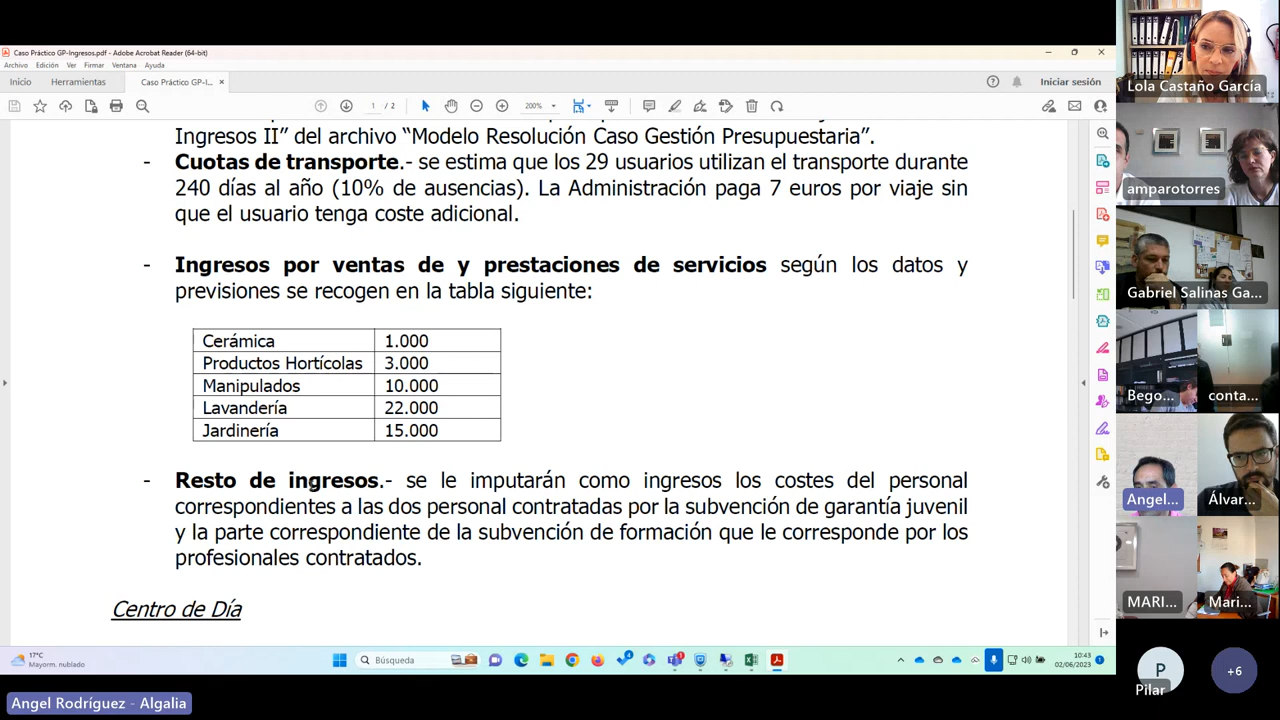 Caso Práctico GP-Ingresos.pdf - Adobe Acrobat Reader (64-bit)
Archivo Edición Ver Firmar Ventana Ayuda
Inicio Herramientas Caso Práctico GP-I... Iniciar sesión
1 / 2 200%
Ingresos II” del archivo “Modelo Resolución Caso Gestión Presupuestaria”.
- Cuotas de transporte.- se estima que los 29 usuarios utilizan el transporte durante
240 días al año (10% de ausencias). La Administración paga 7 euros por viaje sin
que el usuario tenga coste adicional.
- Ingresos por ventas de y prestaciones de servicios según los datos y
previsiones se recogen en la tabla siguiente:
Cerámica 1.000
Productos Hortícolas 3.000
Manipulados 10.000
Lavandería 22.000
Jardinería 15.000
- Resto de ingresos.- se le imputarán como ingresos los costes del personal
correspondientes a las dos personal contratadas por la subvención de garantía juvenil
y la parte correspondiente de la subvención de formación que le corresponde por los
profesionales contratados.
Centro de Día
17°C
Mayorm. nublado
Búsqueda
10:43
02/06/2023
Angel Rodríguez - Algalia
Lola Castaño García
amparotorres
Gabriel Salinas Ga...
Bego... conta...
Angel... Álvar...
MARI... Mari...
P
Pilar
+6